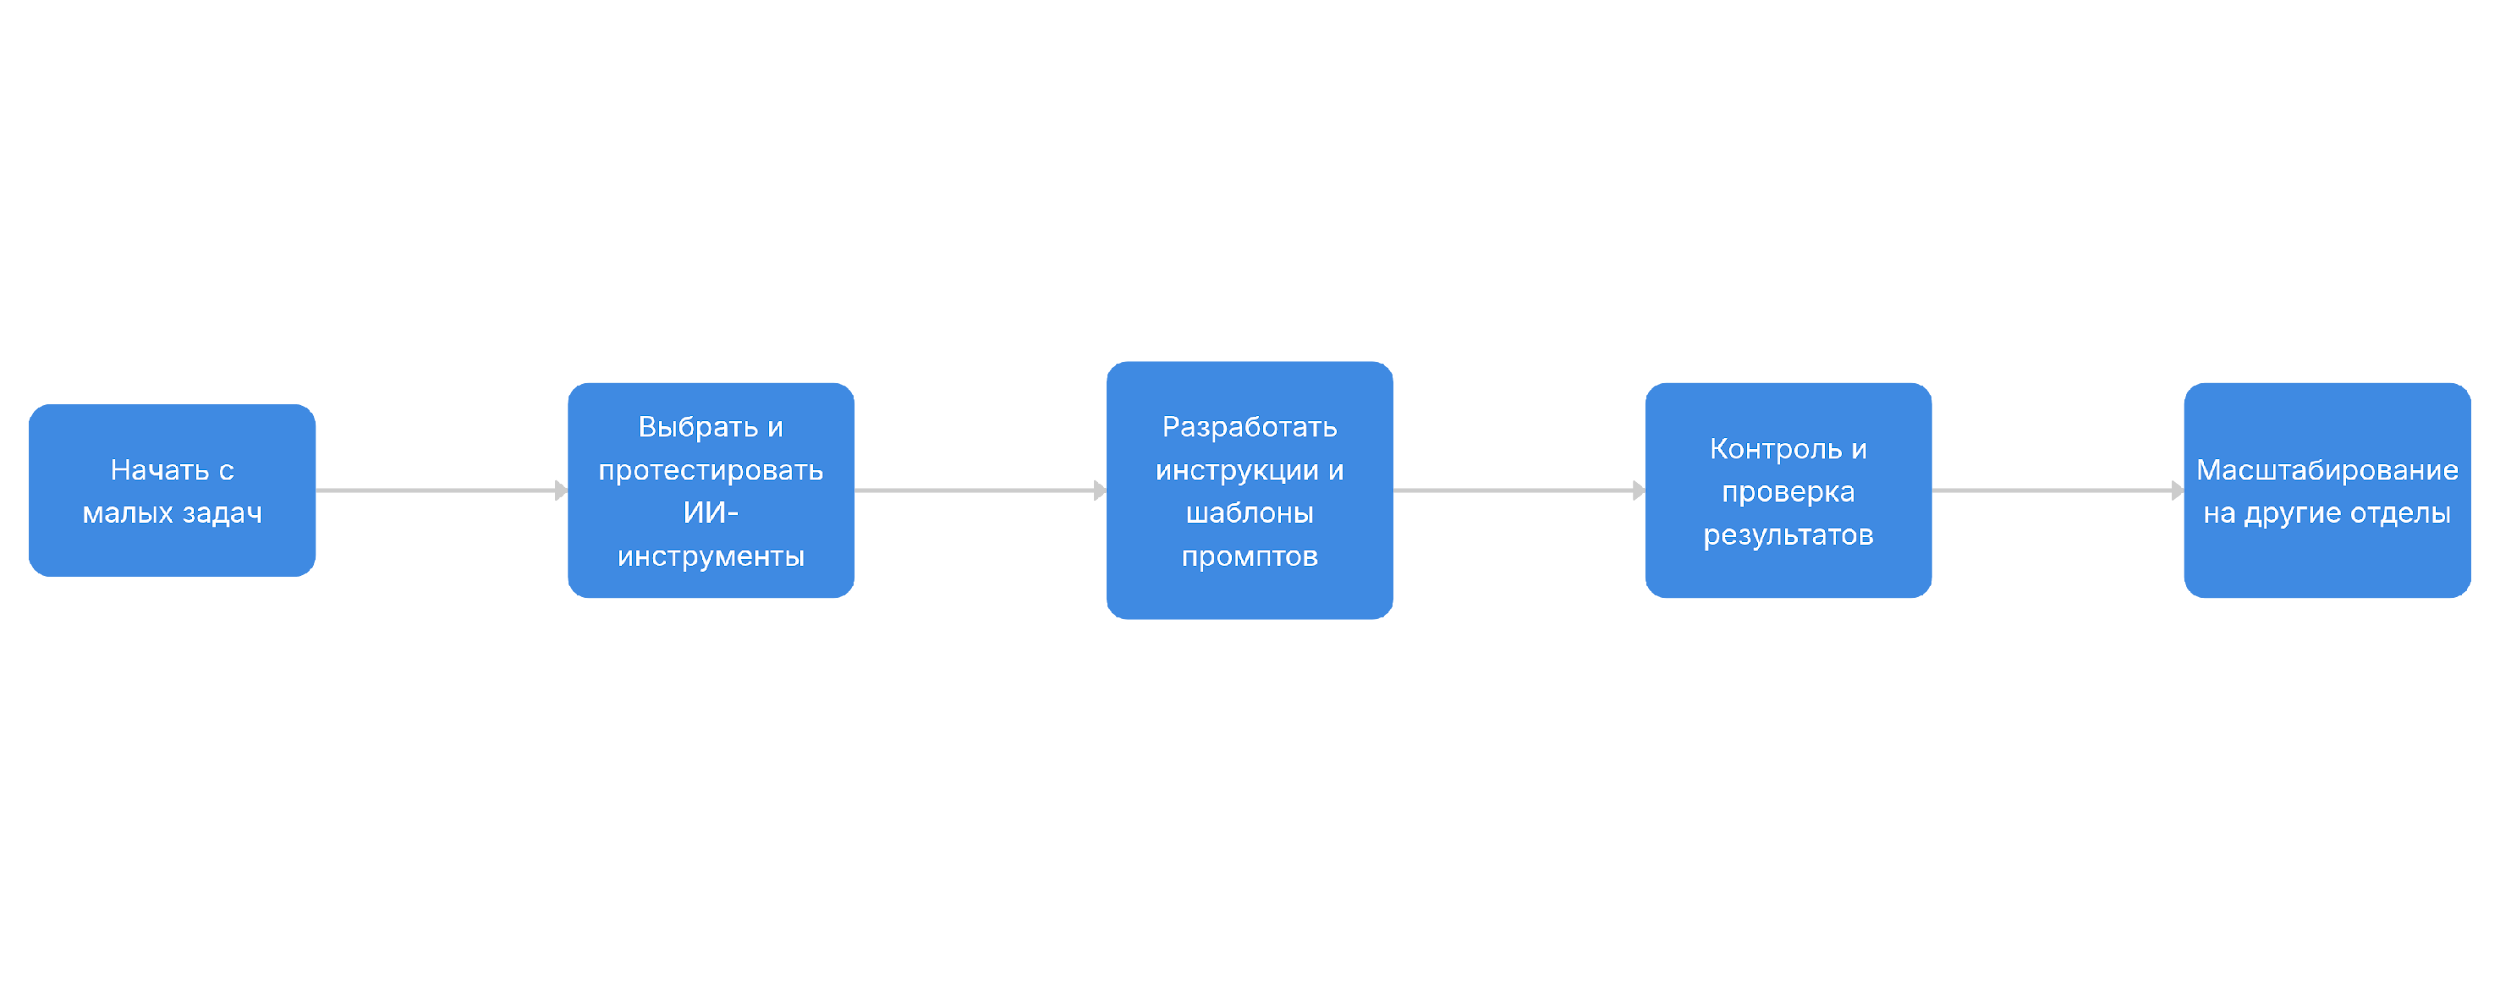 Начать с
малых задач
Выбрать и
протестировать
ИИ-
инструменты
Разработать
инструкции и
шаблоны
промптов
Контроль и
проверка
результатов
Масштабирование
на другие отделы